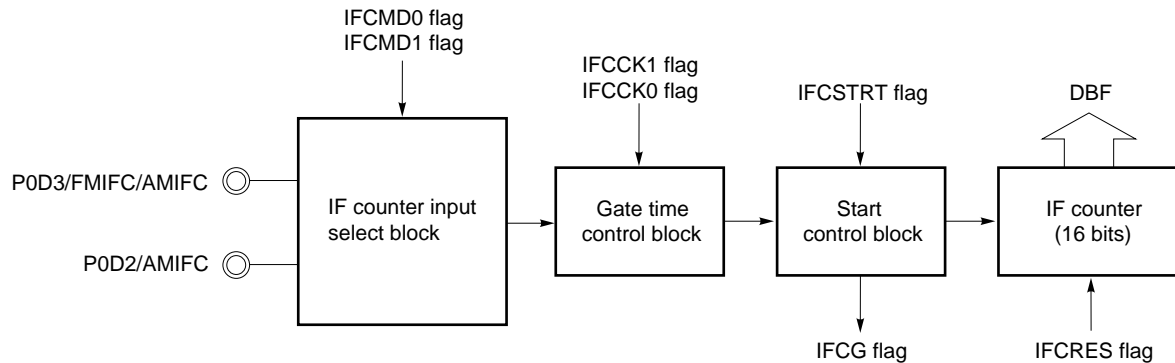 IFCMD0 flag
IFCMD1 flag
IFCCK1 flag
IFCCK0 flag
IFCSTRT flag
DBF
P0D3/FMIFC/AMIFC
P0D2/AMIFC
IF counter input
select block
Gate time
control block
Start
control block
IF counter
(16 bits)
IFCG flag
IFCRES flag